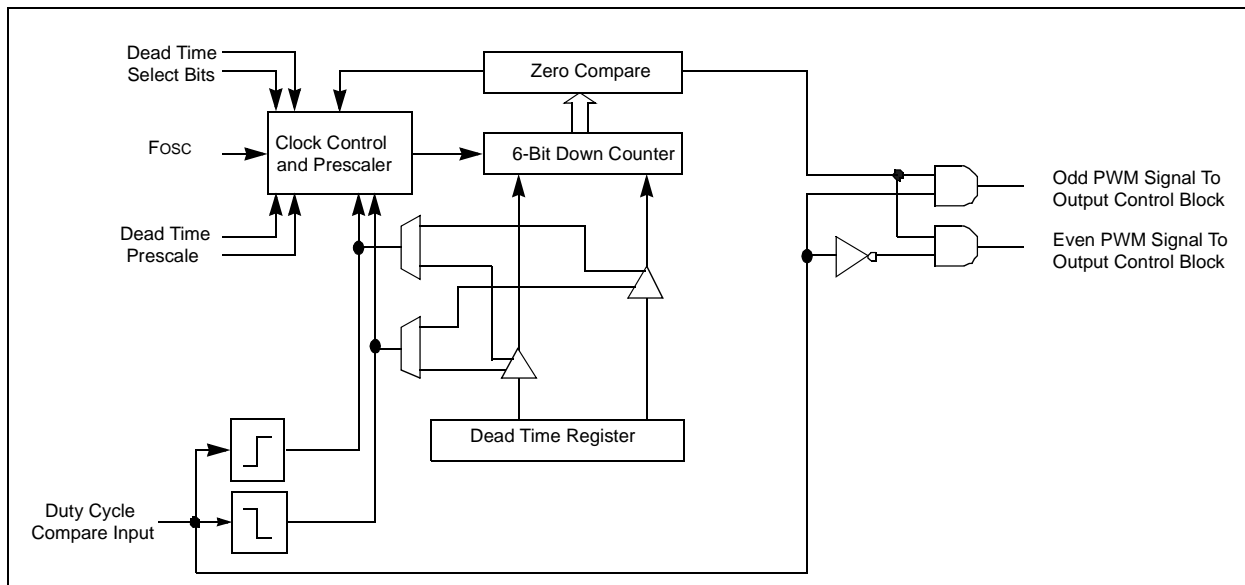 Dead Time
Select Bits
Zero Compare
FOSC
Clock Control
and Prescaler
6-Bit Down Counter
Odd PWM Signal To
Output Control Block
Dead Time
Prescale
Even PWM Signal To
Output Control Block
Dead Time Register
Duty Cycle
Compare Input